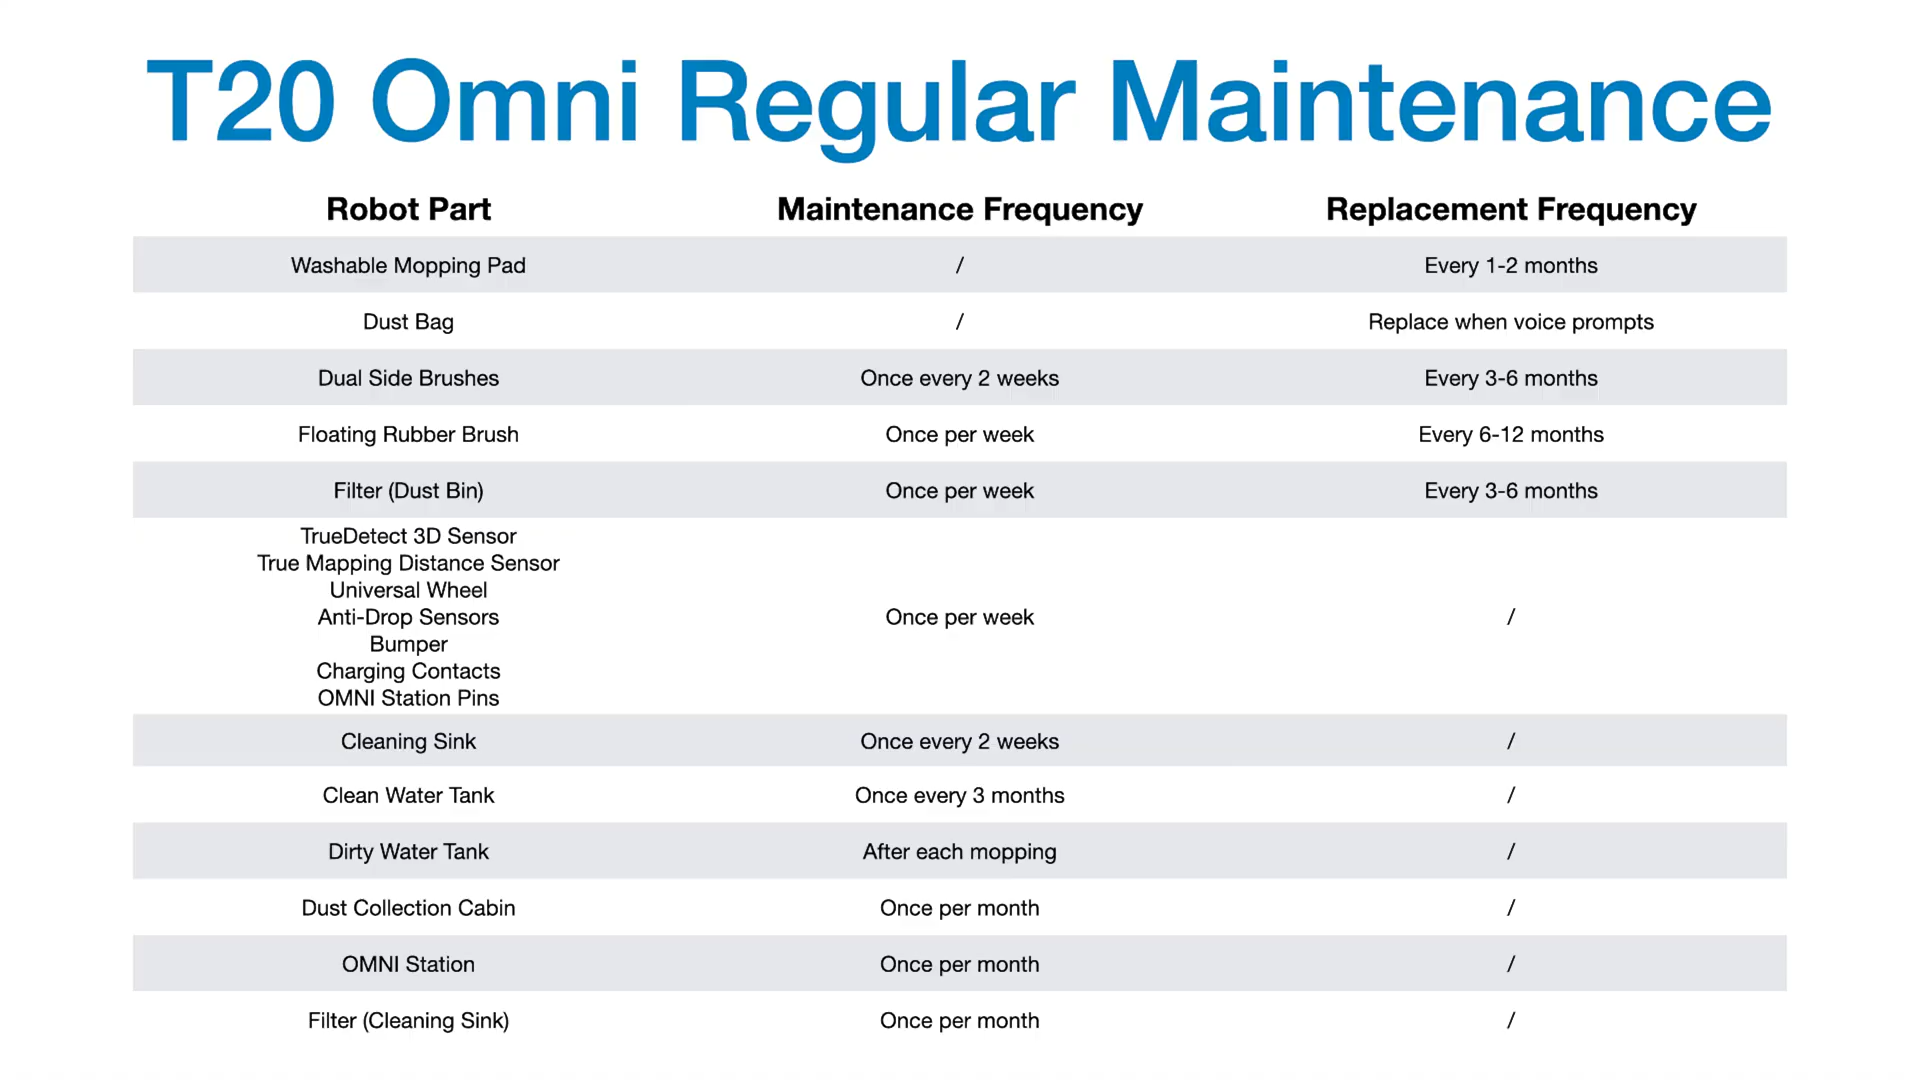 T20 Omni Regular Maintenance
Robot Part Maintenance Frequency Replacement Frequency
Washable Mopping Pad / Every 1-2 months
Dust Bag / Replace when voice prompts
Dual Side Brushes Once every 2 weeks Every 3-6 months
Floating Rubber Brush Once per week Every 6-12 months
Filter (Dust Bin) Once per week Every 3-6 months
TrueDetect 3D Sensor
True Mapping Distance Sensor
Universal Wheel
Anti-Drop Sensors Once per week /
Bumper
Charging Contacts
OMNI Station Pins
Cleaning Sink Once every 2 weeks /
Clean Water Tank Once every 3 months /
Dirty Water Tank After each mopping /
Dust Collection Cabin Once per month /
OMNI Station Once per month /
Filter (Cleaning Sink) Once per month /